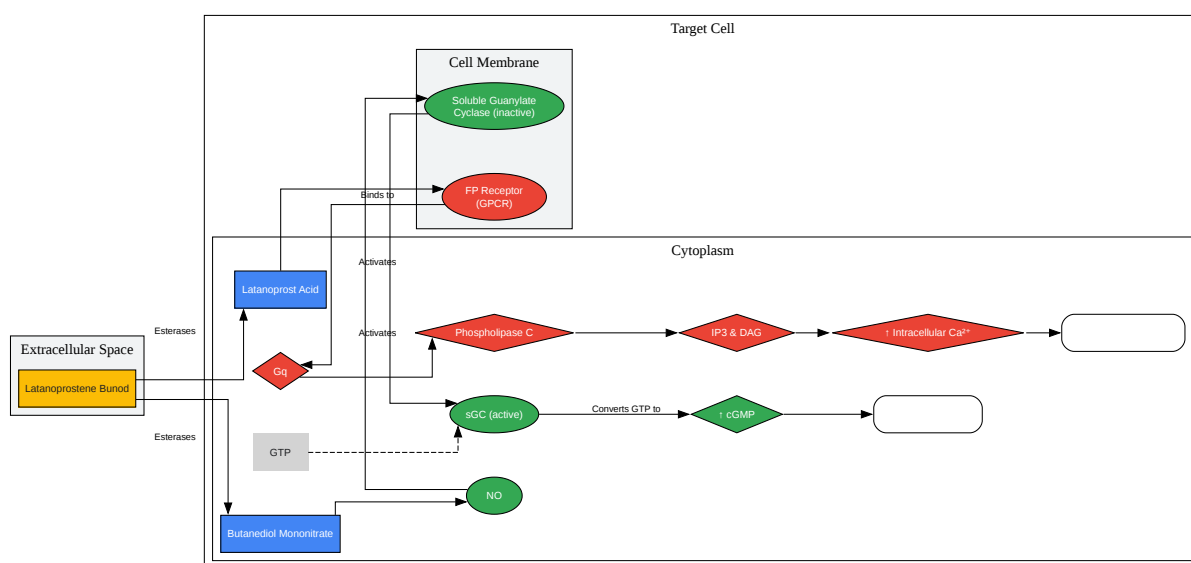 Target Cell
Cell Membrane
Soluble Guanylate
Cyclase (inactive)
Binds to
FP Receptor
(GPCR)
Cytoplasm
Activates
Latanoprost Acid
Esterases
Activates
Phospholipase C
IP3 & DAG
↑ Intracellular Ca²⁺
Extracellular Space
Latanoprostene Bunod
Gq
Esterases
sGC (active)
Converts GTP to
↑ cGMP
GTP
NO
Butanediol Mononitrate